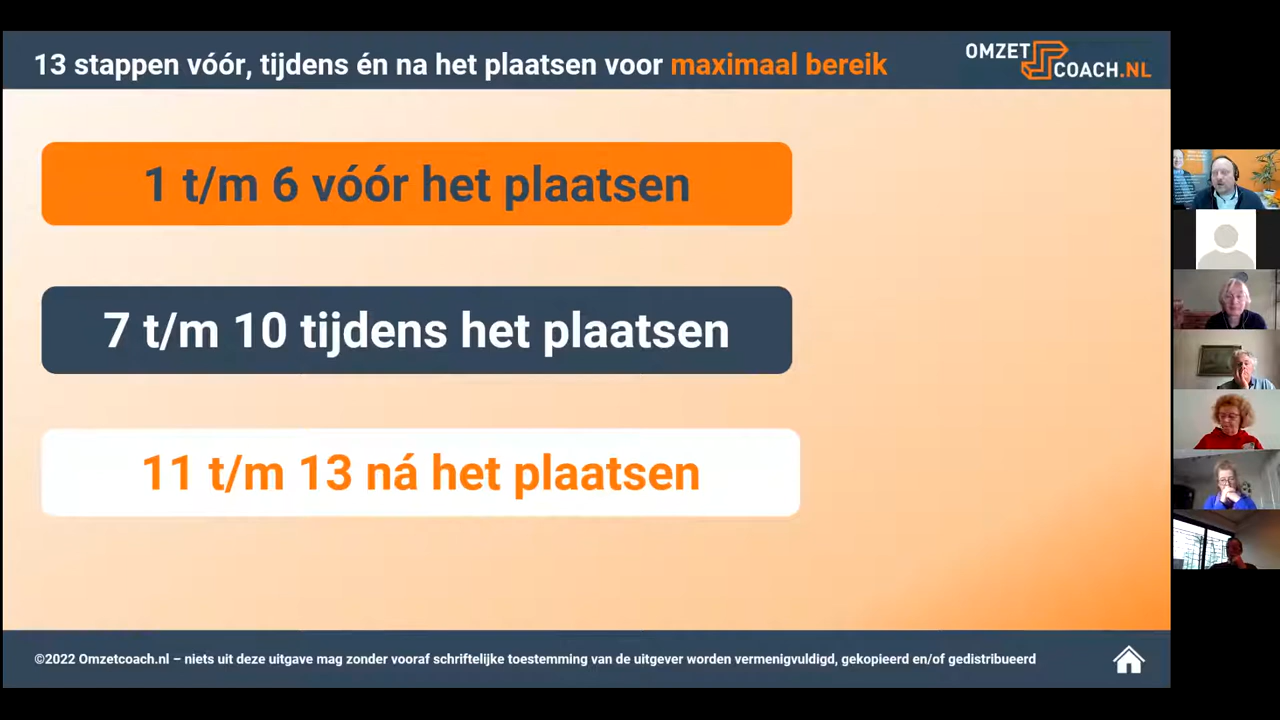 13 stappen vóór, tijdens én na het plaatsen voor maximaal bereik
OMZET
COACH.NL
1 t/m 6 vóór het plaatsen
7 t/m 10 tijdens het plaatsen
11 t/m 13 ná het plaatsen
©2022 Omzetcoach.nl – niets uit deze uitgave mag zonder vooraf schriftelijke toestemming van de uitgever worden vermenigvuldigd, gekopieerd en/of gedistribueerd